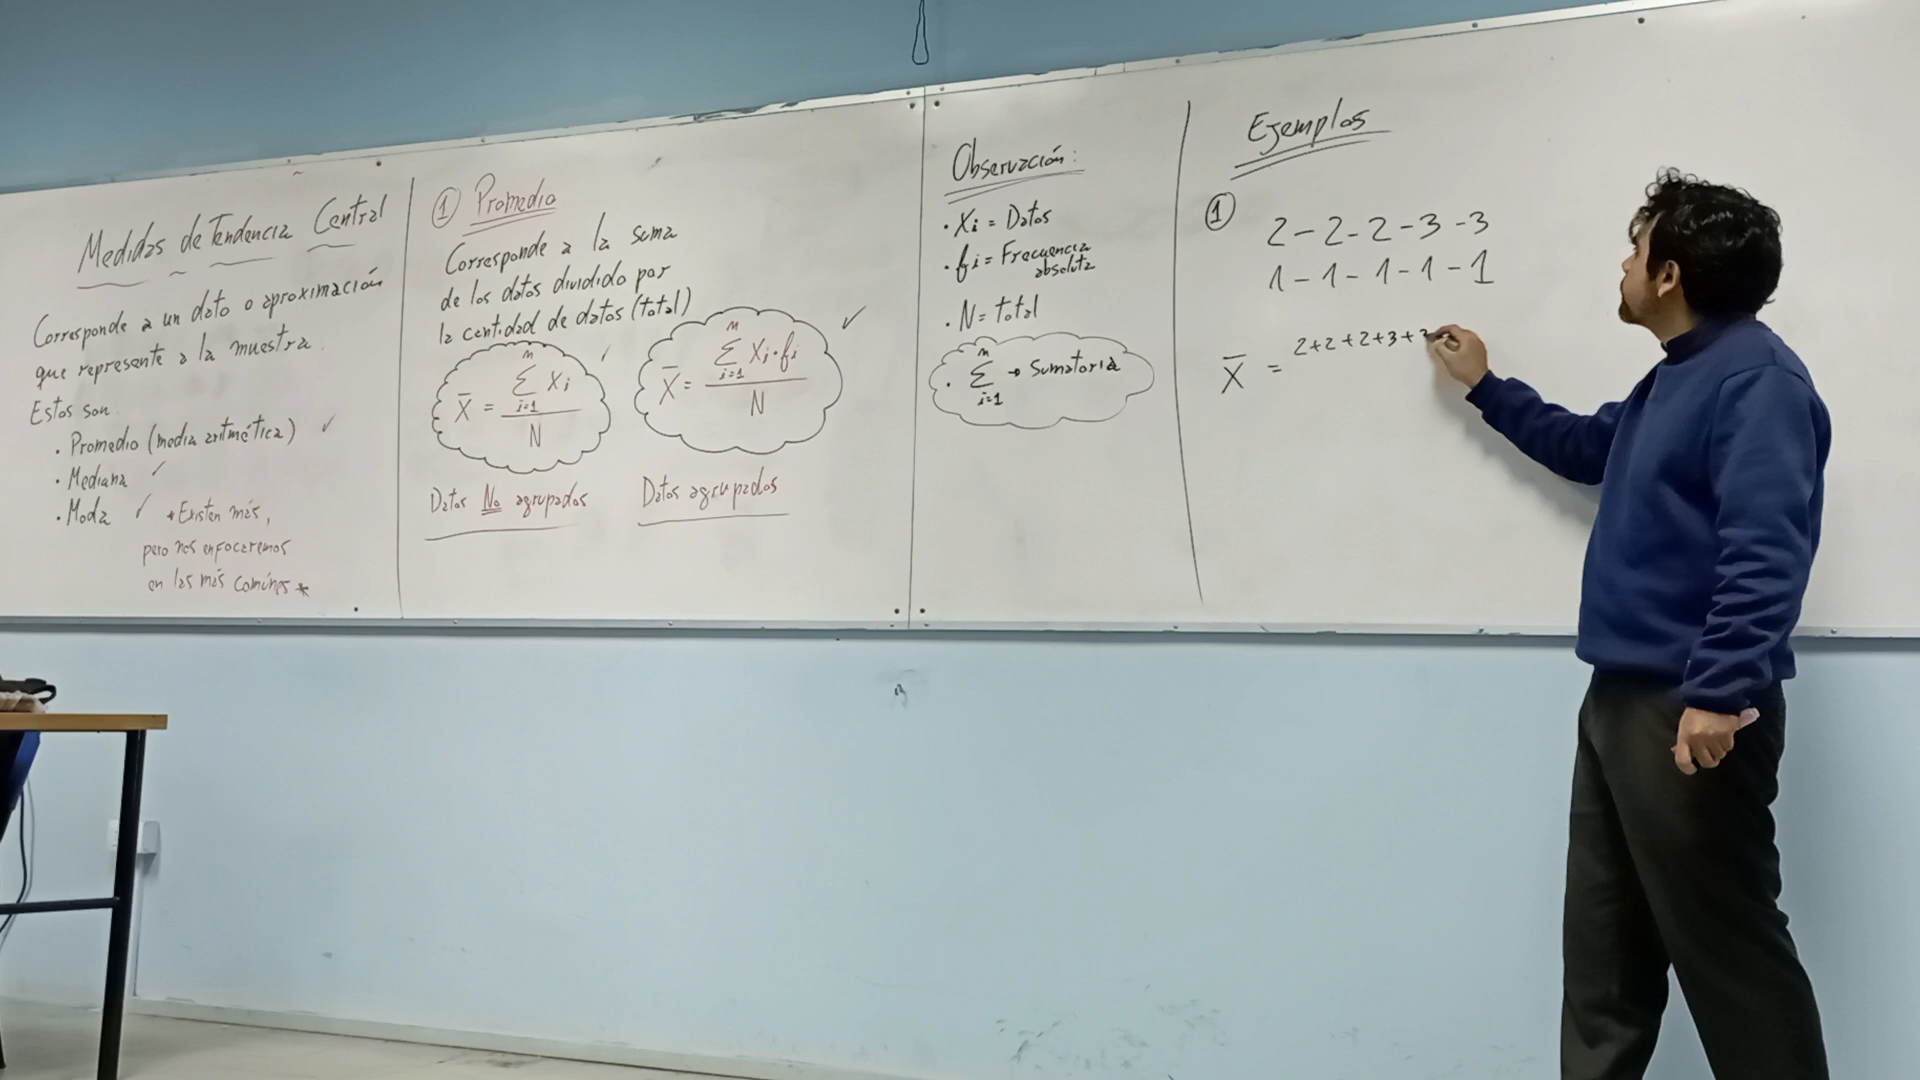 Medidas de Tendencia Central
Corresponde a un dato o aproximación
que represente a la muestra.
Estos son.
• Promedio (media aritmética) ✓
• Mediana ✓
• Moda ✓
*Existen más,
pero nos enfocaremos
en las más comunes*
① Promedio
Corresponde a la suma
de los datos dividido por
la cantidad de datos (total)
X̄ = n Σ i=1 Xi / N ✓
Datos No agrupados
X̄ = n Σ i=1 Xi·fi / N ✓
Datos agrupados
Observación:
• Xi = Datos
• fi = Frecuencia
absoluta
• N = total
• n Σ i=1 → Sumatoria
Ejemplos
① 2 - 2 - 2 - 3 - 3
1 - 1 - 1 - 1 - 1
X̄ = 2+2+2+3+